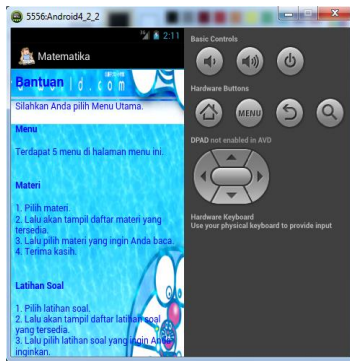 5556:Android4_2_2
2:11
Matematika
Bantuan
Silahkan Anda pilih Menu Utama.
Menu
Terdapat 5 menu di halaman menu ini.
Materi
1. Pilih materi.
2. Lalu akan tampil daftar materi yang
tersedia.
3. Lalu pilih materi yang ingin Anda baca.
4. Terima kasih.
Latihan Soal
1. Pilih latihan soal.
2. Lalu akan tampil daftar latihan soal
yang tersedia.
3. Lalu pilih latihan soal yang ingin Anda
inginkan.
Basic Controls
Hardware Buttons
MENU
DPAD not enabled in AVD
Hardware Keyboard
Use your physical keyboard to provide input